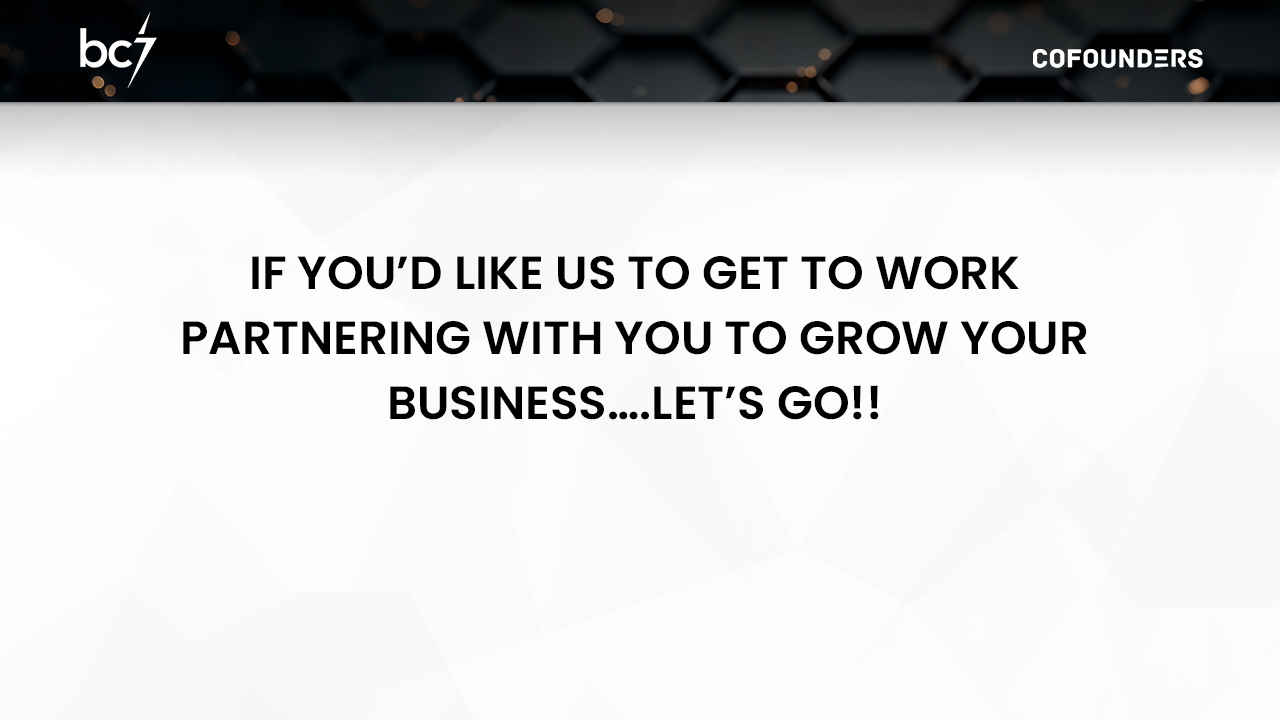 bc7
COFOUNDERS
IF YOU’D LIKE US TO GET TO WORK
PARTNERING WITH YOU TO GROW YOUR
BUSINESS....LET’S GO!!